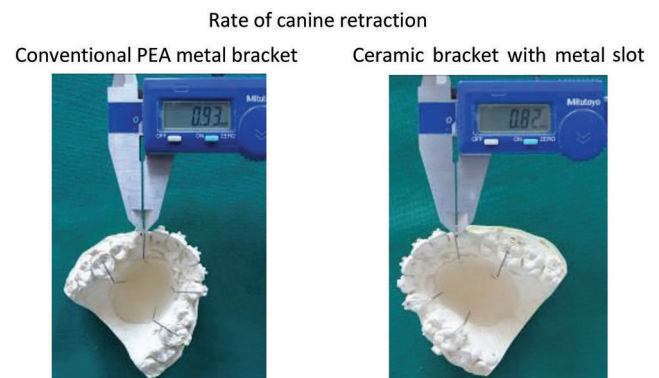 Rate of canine retraction
Conventional PEA metal bracket
Ceramic bracket with metal slot
0.93
OFF ON ZERO
0.82
Mitutoyo
OFF ON ZERO